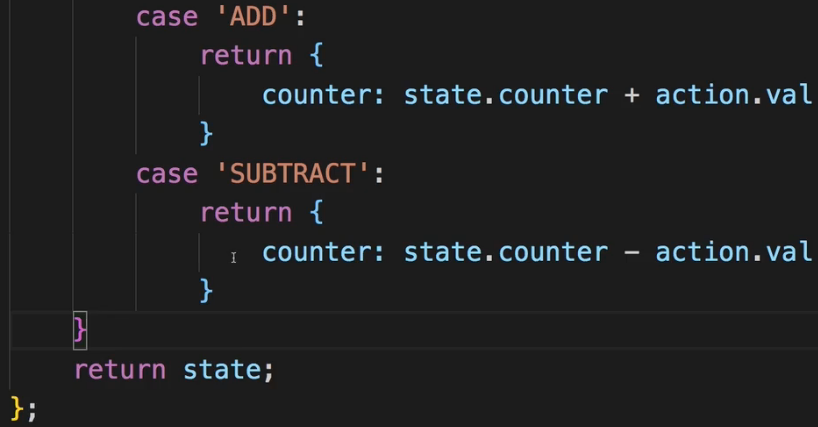 case 'ADD':
return {
counter: state.counter + action.val
}
case 'SUBTRACT':
return {
counter: state.counter - action.val
}
}
return state;
};